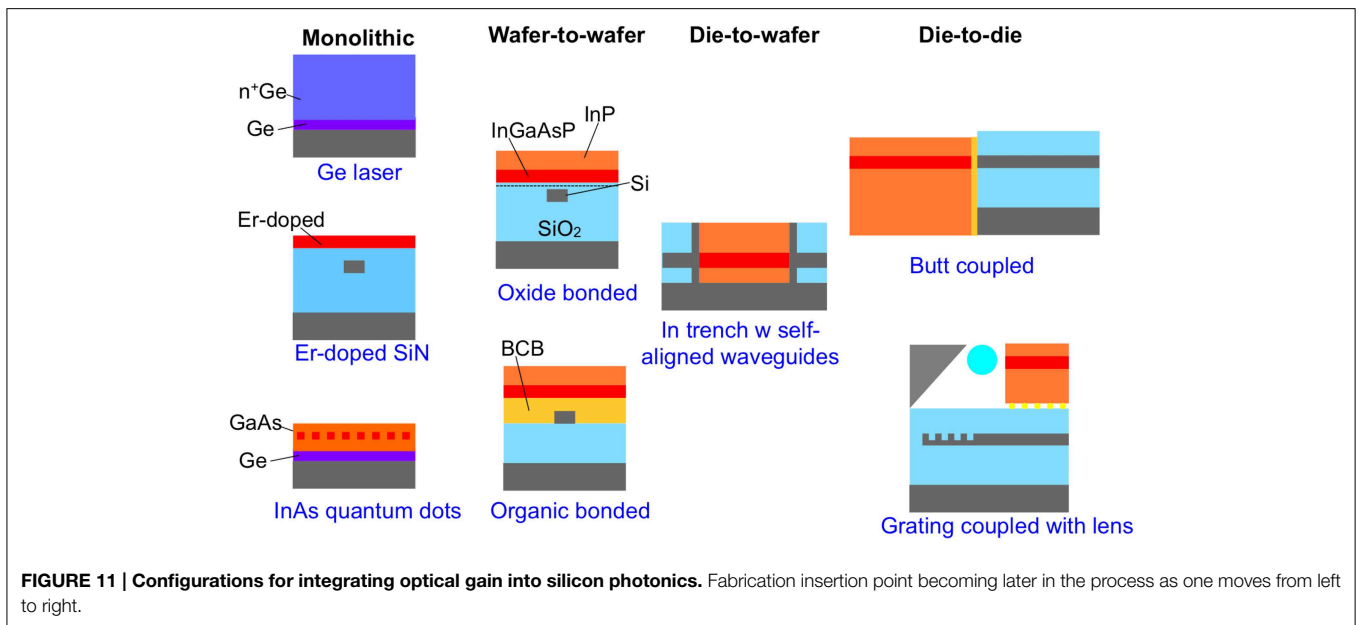 Monolithic
Wafer-to-wafer
Die-to-wafer
Die-to-die
n⁺Ge
Ge
Ge laser
Er-doped
Er-doped SiN
GaAs
Ge
InAs quantum dots
InP
InGaAsP
Si
SiO₂
Oxide bonded
BCB
Organic bonded
In trench w self-
aligned waveguides
Butt coupled
Grating coupled with lens
FIGURE 11 | Configurations for integrating optical gain into silicon photonics. Fabrication insertion point becoming later in the process as one moves from left
to right.